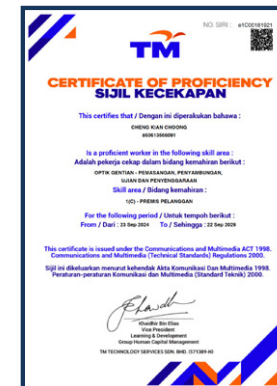 NO. SIRI : e1C00181921
TM
CERTIFICATE OF PROFICIENCY
SIJIL KECEKAPAN
This certifies that / Dengan ini diperakukan bahawa :
CHENG KIAN CHOONG
Is a proficient worker in the following skill area :
Adalah pekerja cekap dalam bidang kemahiran berikut :
OPTIK GENTIAN - PEMASANGAN, PENYAMBUNGAN,
UJIAN DAN PENYENGGARAAN
Skill area / Bidang kemahiran :
1(C) - PREMIS PELANGGAN
For the following period / Untuk tempoh berikut :
From / Dari : 23 Sep 2024 To / Sehingga : 22 Sep 2029
This certificate is issued under the Communications and Multimedia ACT 1998.
Communications and Multimedia (Technical Standards) Regulations 2000.
Sijil ini dikeluarkan menurut kehendak Akta Komunikasi Dan Multimedia 1998.
Peraturan-peraturan Komunikasi dan Multimedia (Standard Teknik) 2000.
Khandhir Bin Elias
Vice President
Learning & Development
Group Human Capital Management
TM TECHNOLOGY SERVICES SDN. BHD.